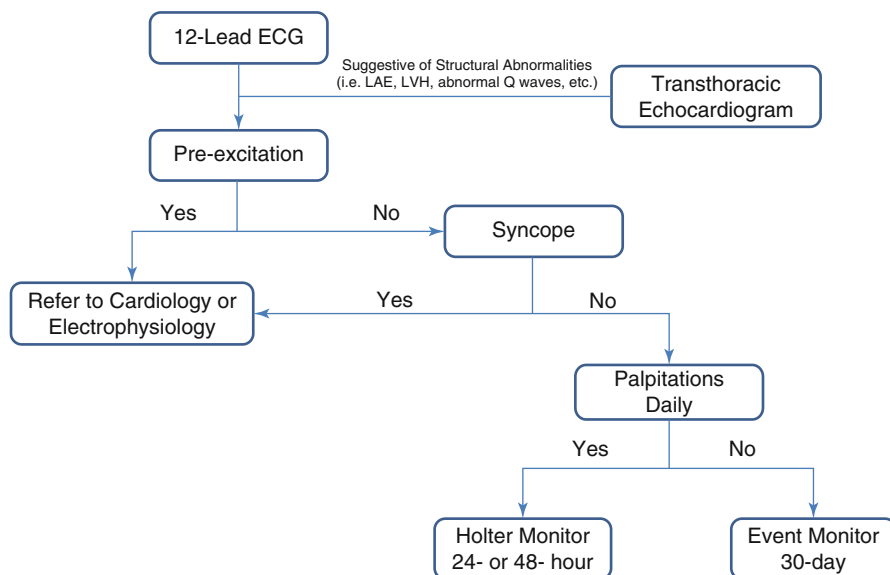 12-Lead ECG
Suggestive of Structural Abnormalities
(i.e. LAE, LVH, abnormal Q waves, etc.)
Transthoracic
Echocardiogram
Pre-excitation
Yes
No
Syncope
Refer to Cardiology or
Electrophysiology
Yes
No
Palpitations
Daily
Yes
No
Holter Monitor
24- or 48- hour
Event Monitor
30-day